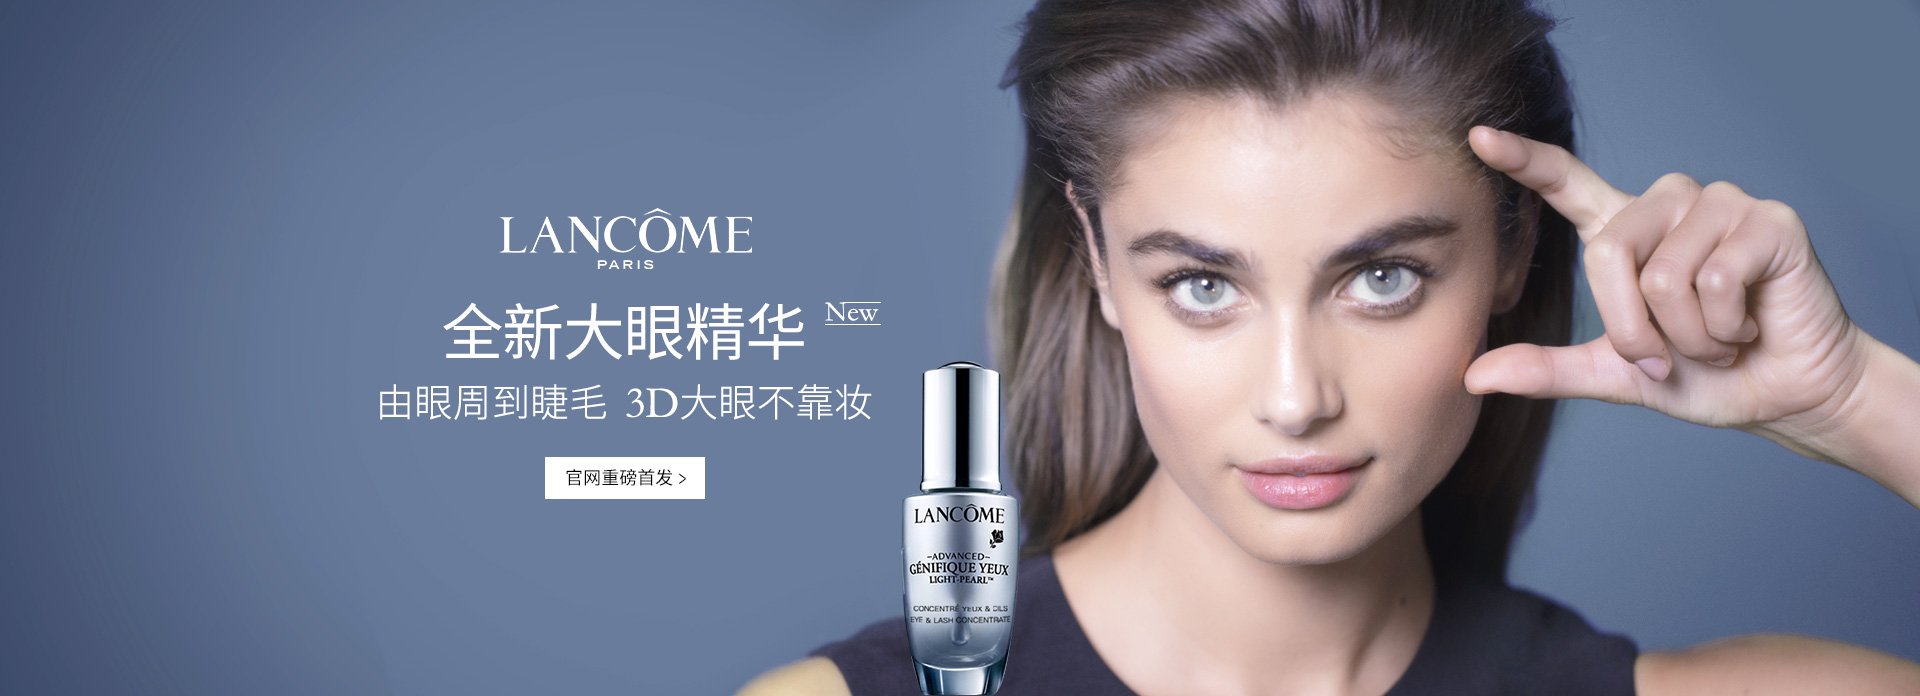 LANCÔME
PARIS
全新大眼精华 New
由眼周到睫毛 3D大眼不靠妆
官网重磅首发 >
LANCÔME
-ADVANCED-
GÉNIFIQUE YEUX
LIGHT-PEARL™
CONCENTRÉ YEUX & CILS
EYE & LASH CONCENTRATE